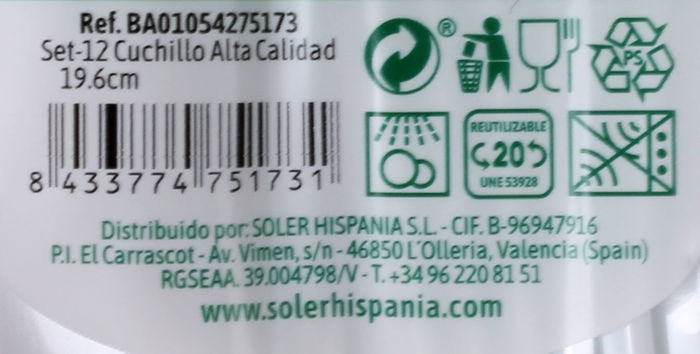 Ref. BA01054275173
Set-12 Cuchillo Alta Calidad
19.6cm
8 433774 751731
®
PS
REUTILIZABLE
20
UNE 53928
Distribuido por: SOLER HISPANIA S.L. - CIF. B-96947916
P.I. El Carrascot - Av. Vimen, s/n - 46850 L'Olleria, Valencia (Spain)
RGSEAA. 39.004798/V - T. +34 96 220 81 51
www.solerhispania.com